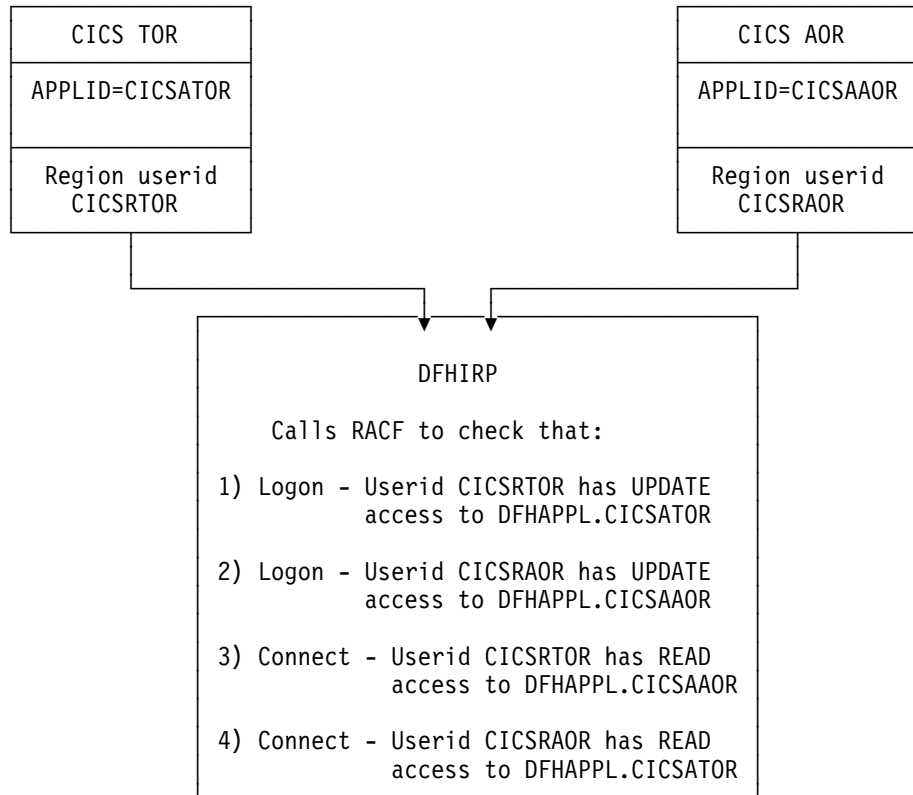 CICS TOR
APPLID=CICSATOR
Region userid
CICSRTOR
CICS AOR
APPLID=CICSAAOR
Region userid
CICSRAOR
DFHIRP
Calls RACF to check that:
1) Logon - Userid CICSRTOR has UPDATE
access to DFHAPPL.CICSATOR
2) Logon - Userid CICSRAOR has UPDATE
access to DFHAPPL.CICSAAOR
3) Connect - Userid CICSRTOR has READ
access to DFHAPPL.CICSAAOR
4) Connect - Userid CICSRAOR has READ
access to DFHAPPL.CICSATOR